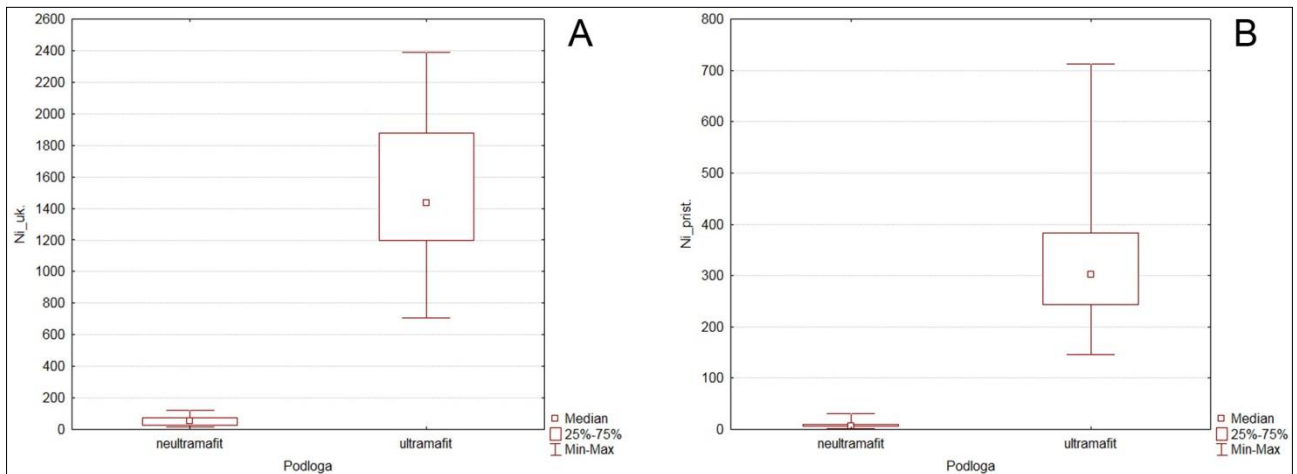 A
2600
2400
2200
2000
1800
1600
1400
1200
1000
800
600
400
200
0
Ni_uk.
neultramafit ultramafit
Podloga
Median
25%-75%
Min-Max
B
800
700
600
500
400
300
200
100
0
Ni_prist.
neultramafit ultramafit
Podloga
Median
25%-75%
Min-Max